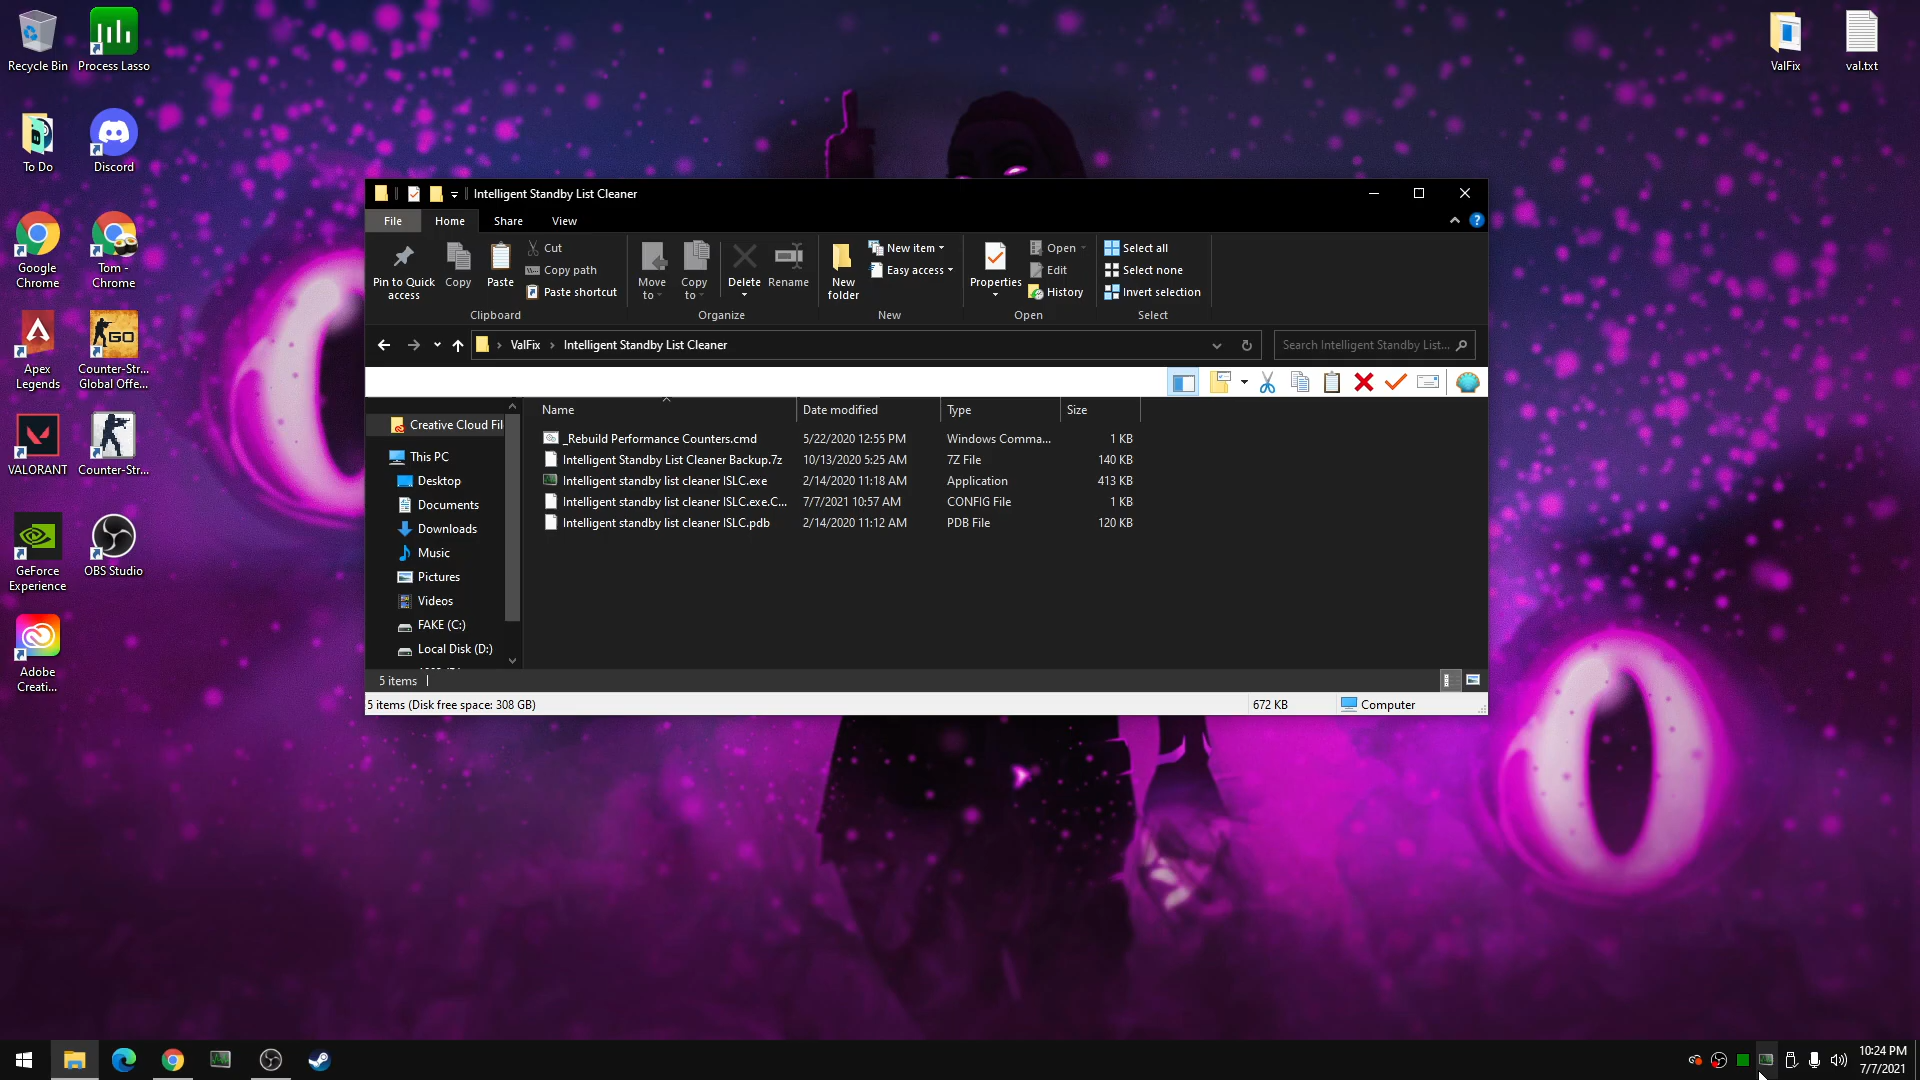 Recycle Bin
Process Lasso
ValFix
val.txt
To Do
Discord
Google
Chrome
Tom -
Chrome
Apex
Legends
Counter-Str...
Global Offe...
GO
VALORANT
Counter-Str...
GeForce
Experience
OBS Studio
Adobe
Creati...
Intelligent Standby List Cleaner
File
Home
Share
View
Pin to Quick
access
Copy
Paste
Cut
Copy path
Paste shortcut
Clipboard
Move
to
Copy
to
Delete
Rename
Organize
New
folder
New item
Easy access
New
Properties
Open
Edit
History
Open
Select all
Select none
Invert selection
Select
ValFix
Intelligent Standby List Cleaner
Search Intelligent Standby List...
Name
Date modified
Type
Size
_Rebuild Performance Counters.cmd 5/22/2020 12:55 PM Windows Comma... 1 KB
Intelligent Standby List Cleaner Backup.7z 10/13/2020 5:25 AM 7Z File 140 KB
Intelligent standby list cleaner ISLC.exe 2/14/2020 11:18 AM Application 413 KB
Intelligent standby list cleaner ISLC.exe.C... 7/7/2021 10:57 AM CONFIG File 1 KB
Intelligent standby list cleaner ISLC.pdb 2/14/2020 11:12 AM PDB File 120 KB
Creative Cloud Fil
This PC
Desktop
Documents
Downloads
Music
Pictures
Videos
FAKE (C:)
Local Disk (D:)
5 items
5 items (Disk free space: 308 GB)
672 KB
Computer
10:24 PM
7/7/2021